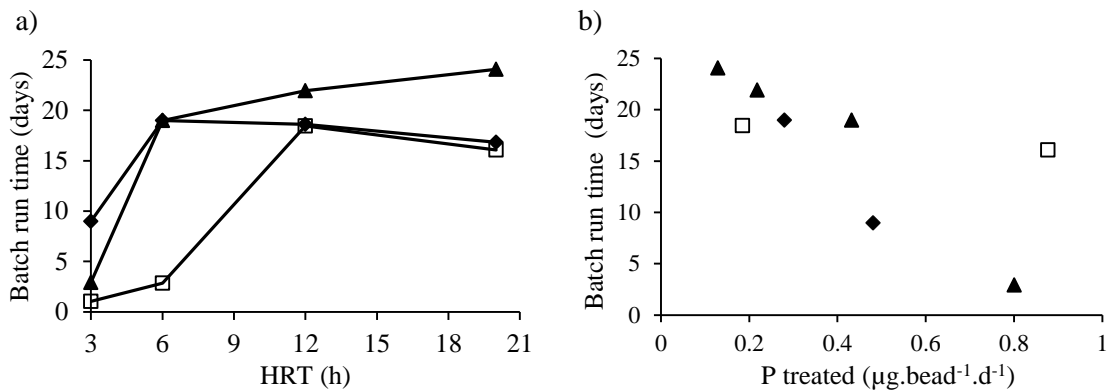 a)
Batch run time (days)
25
20
15
10
5
0
3 6 9 12 15 18 21
HRT (h)
b)
Batch run time (days)
25
20
15
10
5
0
0 0.2 0.4 0.6 0.8 1
P treated (µg.bead⁻¹.d⁻¹)